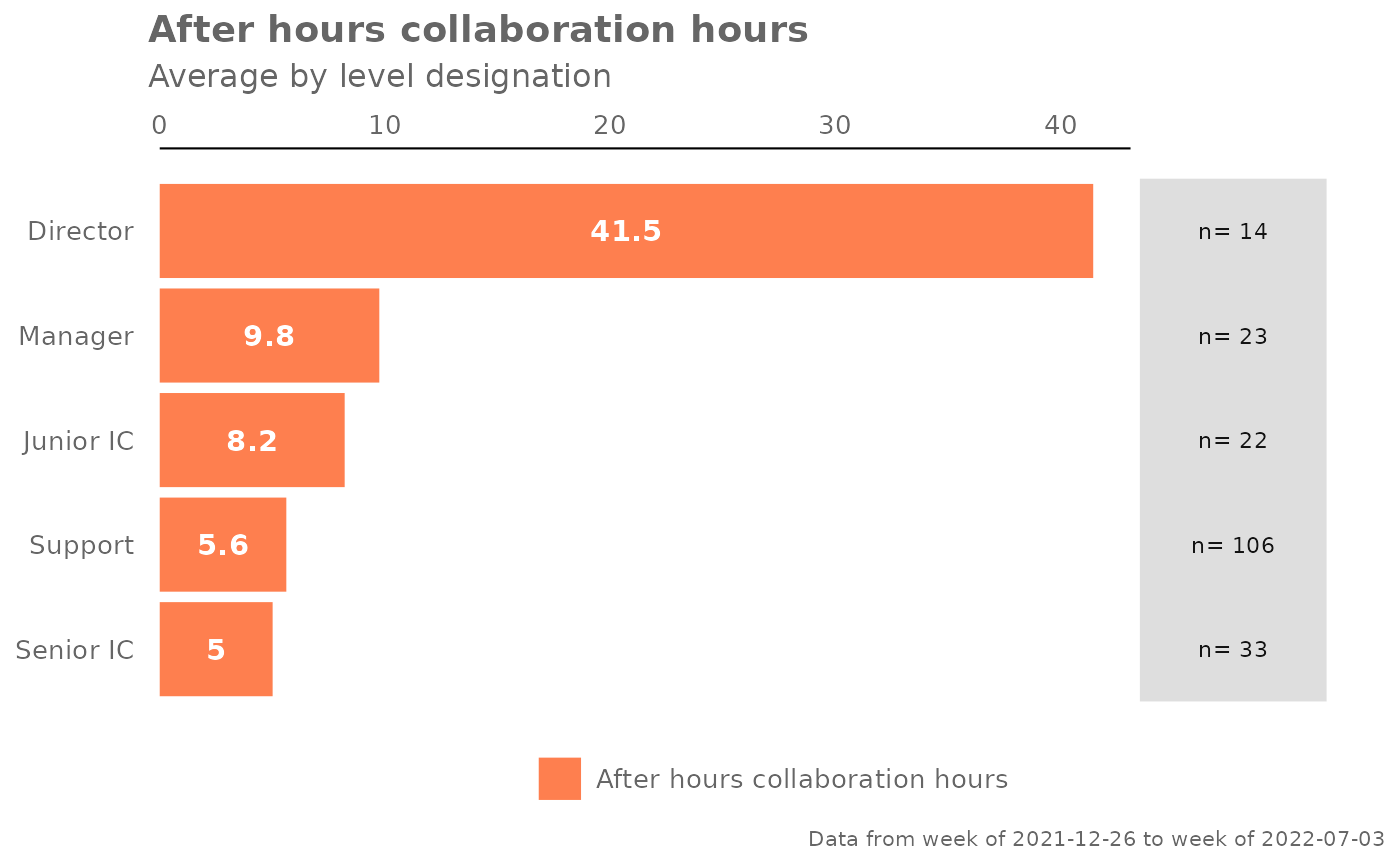 After hours collaboration hours
Average by level designation
0 10 20 30 40
Director 41.5 n= 14
Manager 9.8 n= 23
Junior IC 8.2 n= 22
Support 5.6 n= 106
Senior IC 5 n= 33
After hours collaboration hours
Data from week of 2021-12-26 to week of 2022-07-03